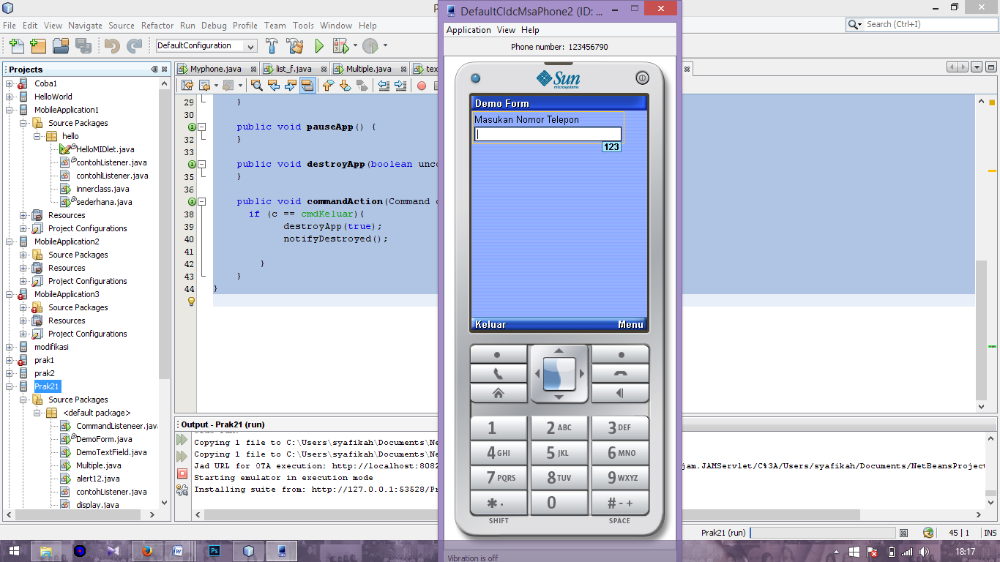 DefaultCldcMsaPhone2 (ID: ...
File Edit View Navigate Source Refactor Run Debug Profile Team Tools Window Help
Search (Ctrl+I)
Application View Help
Phone number: 123456790
DefaultConfiguration
Projects
Coba1
HelloWorld
MobileApplication1
Source Packages
hello
HelloMIDlet.java
contohListener.java
contohlListener.java
innerclass.java
sederhana.java
Resources
Project Configurations
MobileApplication2
Source Packages
Resources
Project Configurations
MobileApplication3
Source Packages
Resources
Project Configurations
modifikasi
prak1
prak2
Prak21
Source Packages
<default package>
CommandListeneer.java
DemoForm.java
DemoTextField.java
Multiple.java
alert12.java
contohListener.java
display.java
Myphone.java list_f.java Multiple.java tex
29 }
30
public void pauseApp() {
32 }
33
public void destroyApp(boolean unco
35 }
36
public void commandAction(Command c
38 if (c == cmdKeluar){
39 destroyApp(true);
40 notifyDestroyed();
41
42 }
43 }
44 }
Sun
microsystems
Demo Form
Masukan Nomor Telepon
123
Keluar Menu
1 2 ABC 3 DEF
4 GHI 5 JKL 6 MNO
7 PQRS 8 TUV 9 WXYZ
* . 0 # - +
SHIFT SPACE
Vibration is off
Output - Prak21 (run)
Copying 1 file to C:\Users\syafikah\Documents\Ne
Copying 1 file to C:\Users\syafikah\Documents\Ne
Jad URL for OTA execution: http://localhost:8082 jam.JAMServlet/C%3A/Users/syafikah/Documents/NetBeansProject
Starting emulator in execution mode
Installing suite from: http://127.0.0.1:53528/Pr
Prak21 (run) 45 | 1 INS
18:17